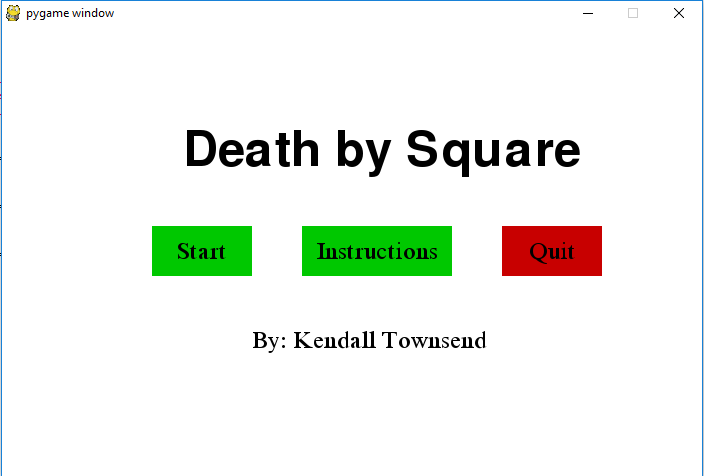 pygame window
Death by Square
Start Instructions Quit
By: Kendall Townsend